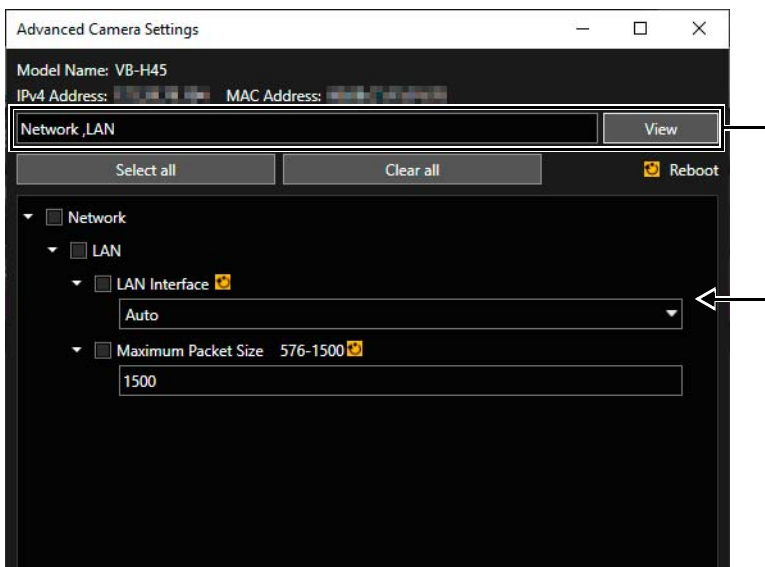 Advanced Camera Settings
Model Name: VB-H45
IPv4 Address: MAC Address:
Network ,LAN View
Select all Clear all Reboot
Network
LAN
LAN Interface
Auto
Maximum Packet Size 576-1500
1500